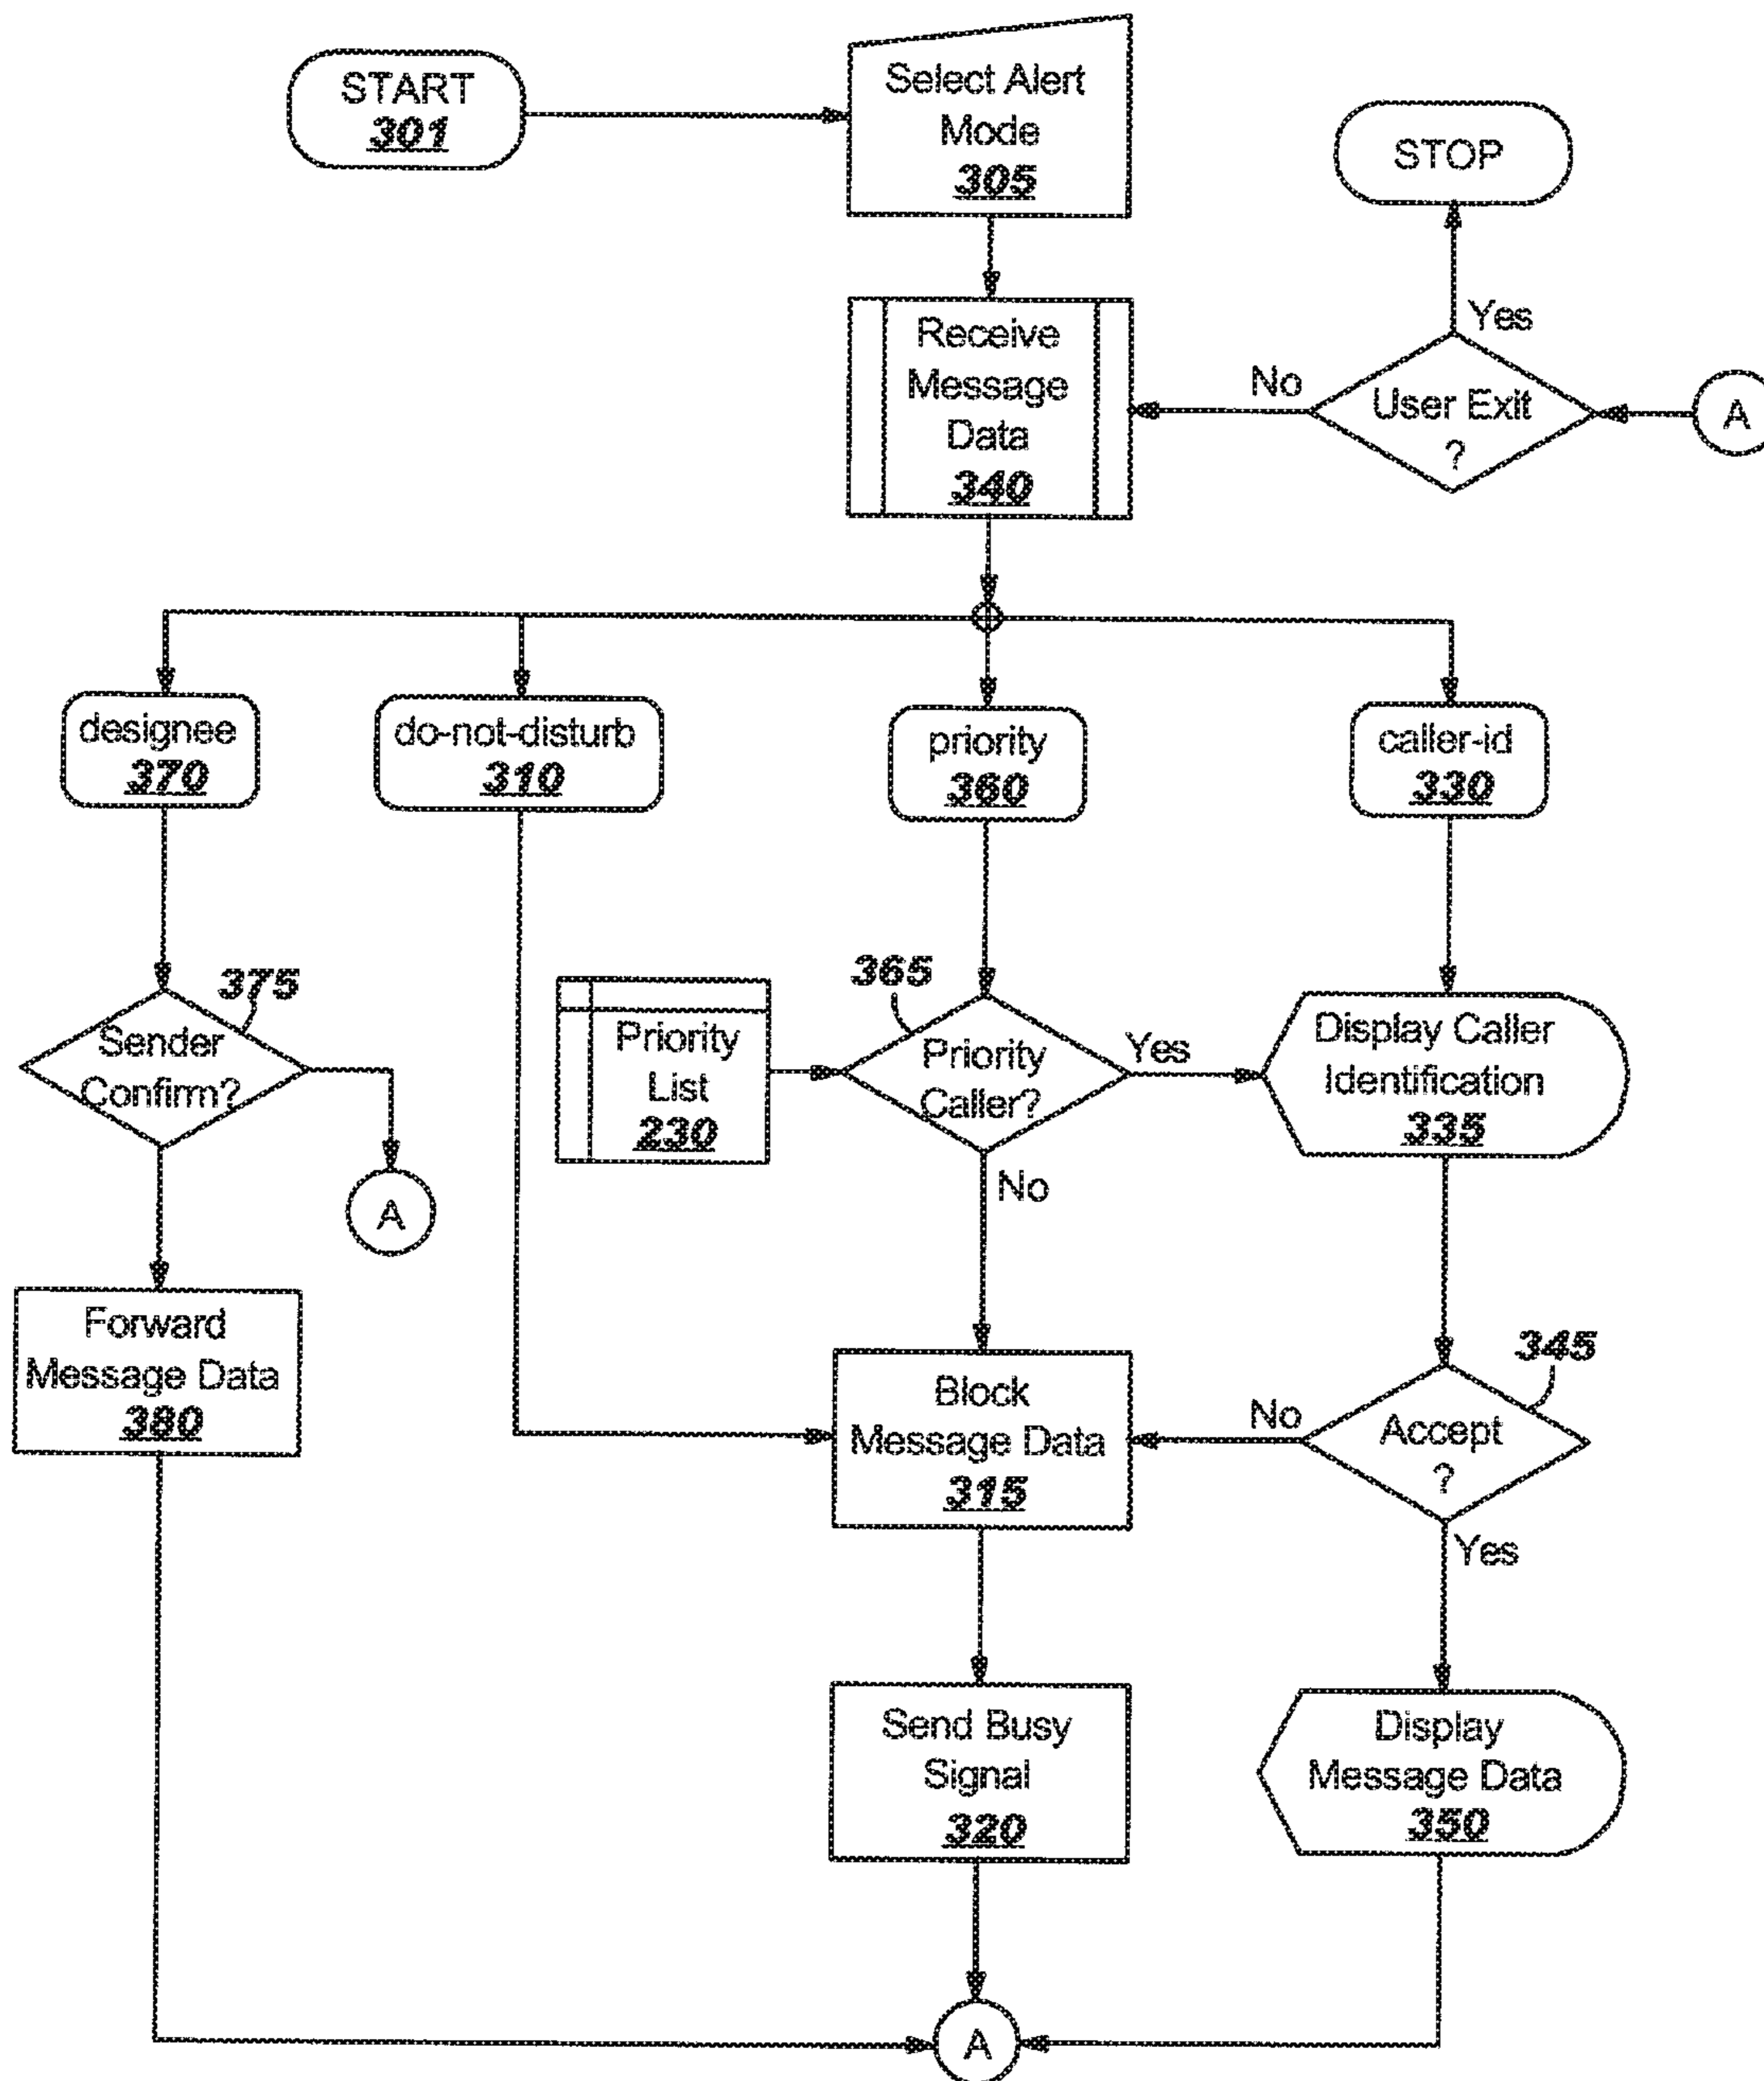 START
301
Select Alert
Mode
305
STOP
Receive
Message
Data
340
Yes
No
User Exit
?
A
designee
370
do-not-disturb
310
priority
360
caller-id
330
375
Sender
Confirm?
A
Priority
List
230
365
Priority
Caller?
Yes
No
Display Caller
Identification
335
Forward
Message Data
380
Block
Message Data
315
No
345
Accept
?
Yes
Send Busy
Signal
320
Display
Message Data
350
A